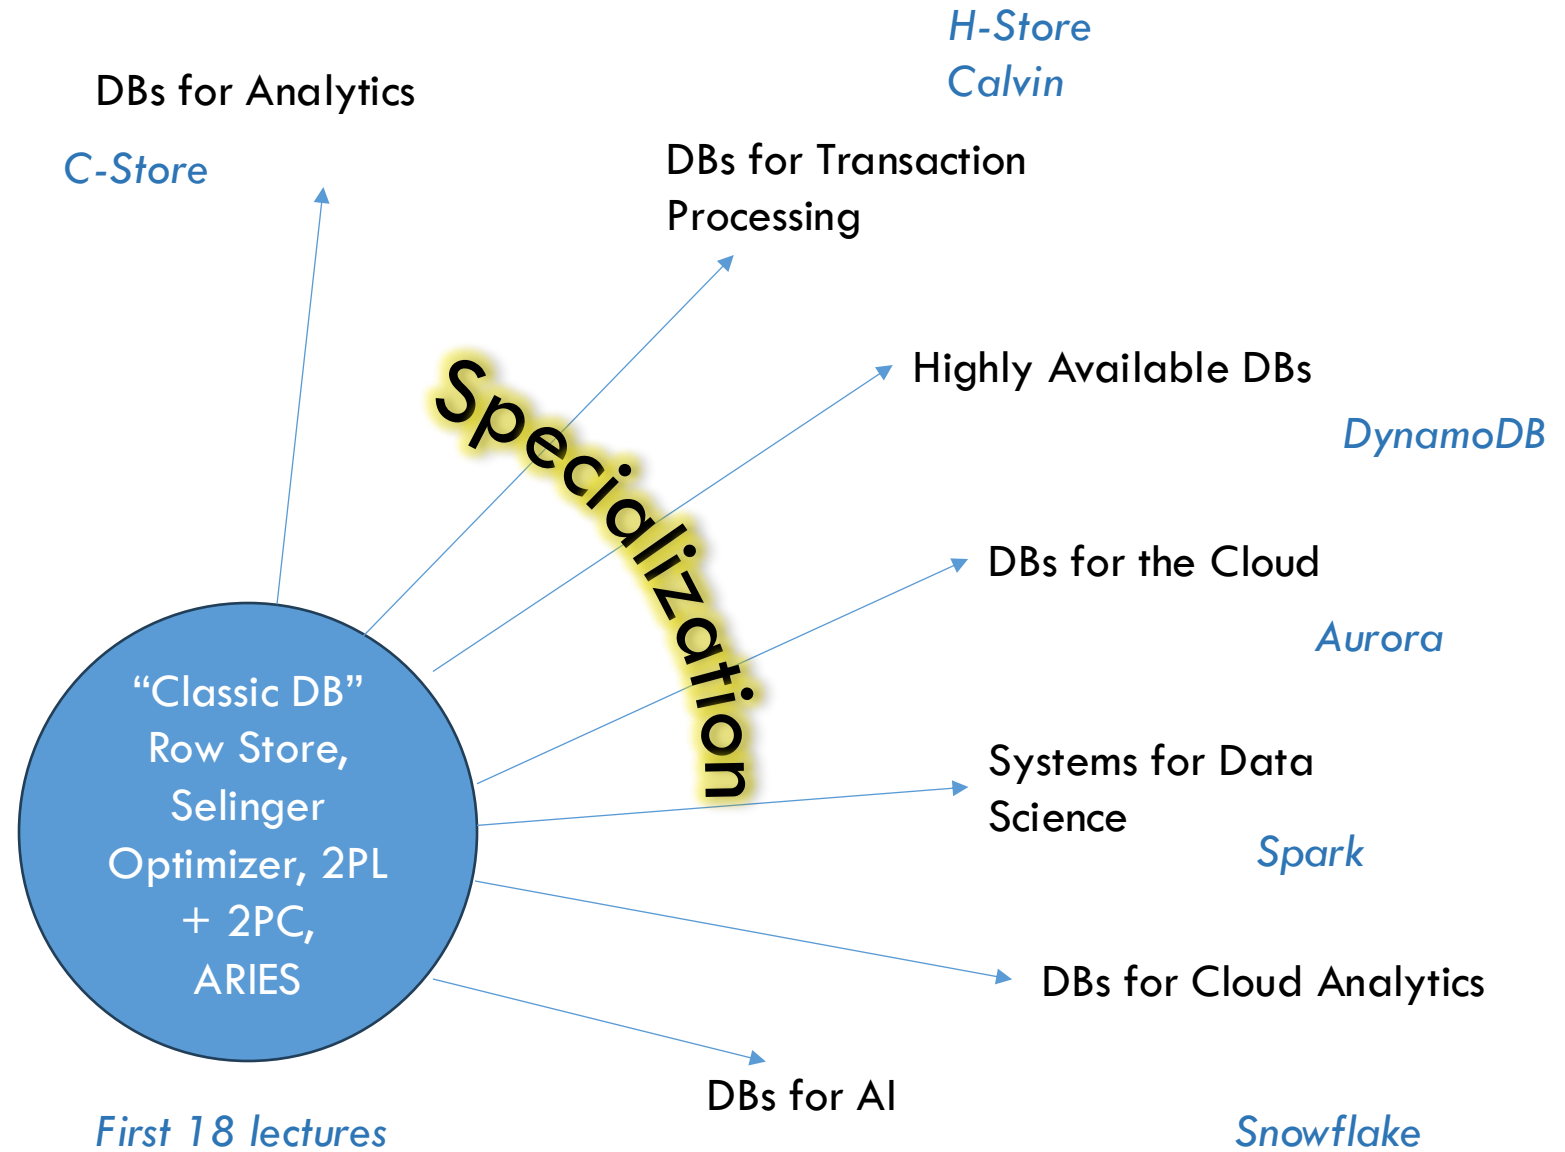 H-Store
Calvin
DBs for Analytics
C-Store
DBs for Transaction
Processing
Highly Available DBs
DynamoDB
Specialization
DBs for the Cloud
Aurora
“Classic DB”
Row Store,
Selinger
Optimizer, 2PL
+ 2PC,
ARIES
Systems for Data
Science
Spark
DBs for Cloud Analytics
DBs for AI
First 18 lectures
Snowflake